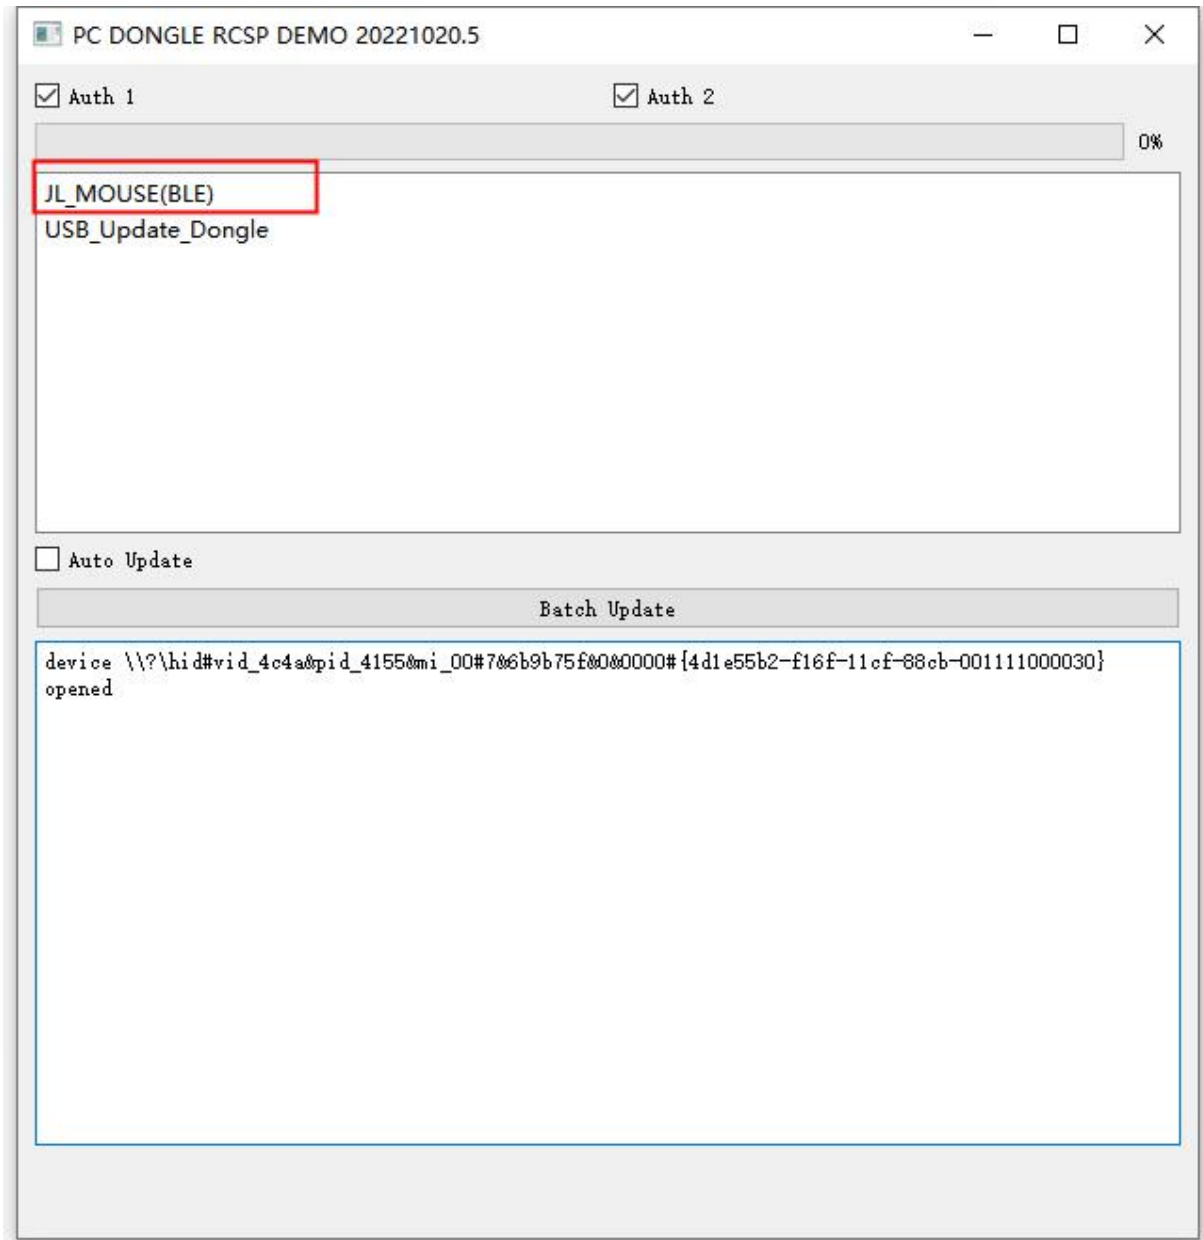 PC DONGLE RCSP DEMO 20221020.5
Auth 1
Auth 2
0%
JL_MOUSE(BLE)
USB_Update_Dongle
Auto Update
Batch Update
device \\?\hid#vid_4c4a&pid_4155&mi_00#7&6b9b75f&0&0000#{4d1e55b2-f16f-11cf-88cb-001111000030}
opened